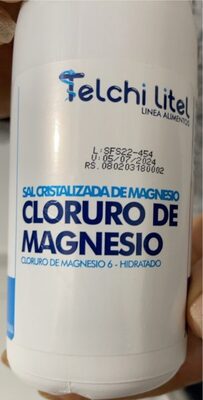 Telchi Litel
LINEA ALIMENTOS
L:SFS22-454
U:05/07/2024
RS.080203180002
SAL CRISTALIZADA DE MAGNESIO
CLORURO DE
MAGNESIO
CLORURO DE MAGNESIO 6 - HIDRATADO